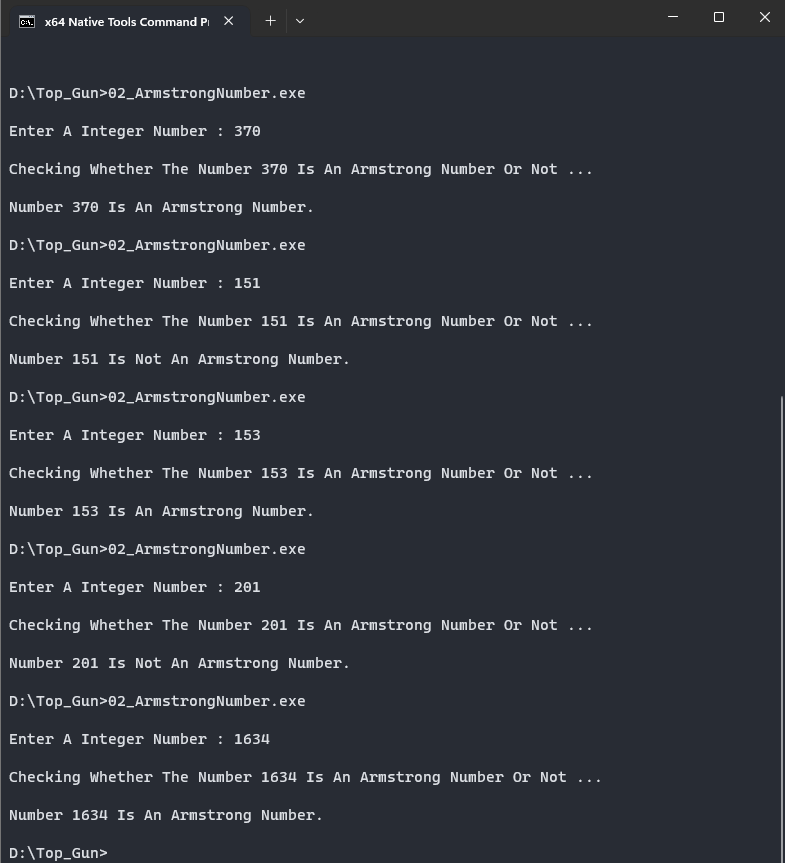 x64 Native Tools Command P
D:\Top_Gun>02_ArmstrongNumber.exe
Enter A Integer Number : 370
Checking Whether The Number 370 Is An Armstrong Number Or Not ...
Number 370 Is An Armstrong Number.
D:\Top_Gun>02_ArmstrongNumber.exe
Enter A Integer Number : 151
Checking Whether The Number 151 Is An Armstrong Number Or Not ...
Number 151 Is Not An Armstrong Number.
D:\Top_Gun>02_ArmstrongNumber.exe
Enter A Integer Number : 153
Checking Whether The Number 153 Is An Armstrong Number Or Not ...
Number 153 Is An Armstrong Number.
D:\Top_Gun>02_ArmstrongNumber.exe
Enter A Integer Number : 201
Checking Whether The Number 201 Is An Armstrong Number Or Not ...
Number 201 Is Not An Armstrong Number.
D:\Top_Gun>02_ArmstrongNumber.exe
Enter A Integer Number : 1634
Checking Whether The Number 1634 Is An Armstrong Number Or Not ...
Number 1634 Is An Armstrong Number.
D:\Top_Gun>